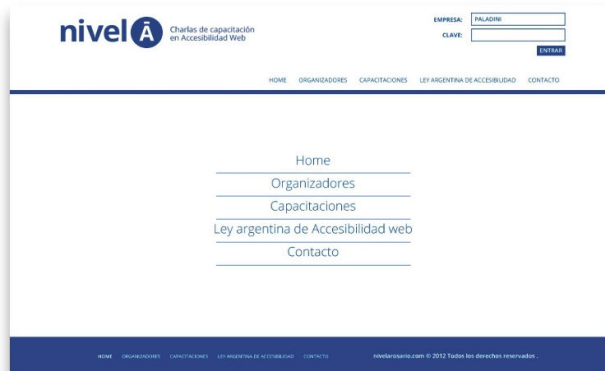 nivel Ā
Charlas de capacitación
en Accesibilidad Web
EMPRESA: PALADINI
CLAVE:
ENTRAR
HOME ORGANIZADORES CAPACITACIONES LEY ARGENTINA DE ACCESIBILIDAD CONTACTO
Home
Organizadores
Capacitaciones
Ley argentina de Accesibilidad web
Contacto
HOME ORGANIZADORES CAPACITACIONES LEY ARGENTINA DE ACCESIBILIDAD CONTACTO nivelarosario.com © 2012 Todos los derechos reservados .